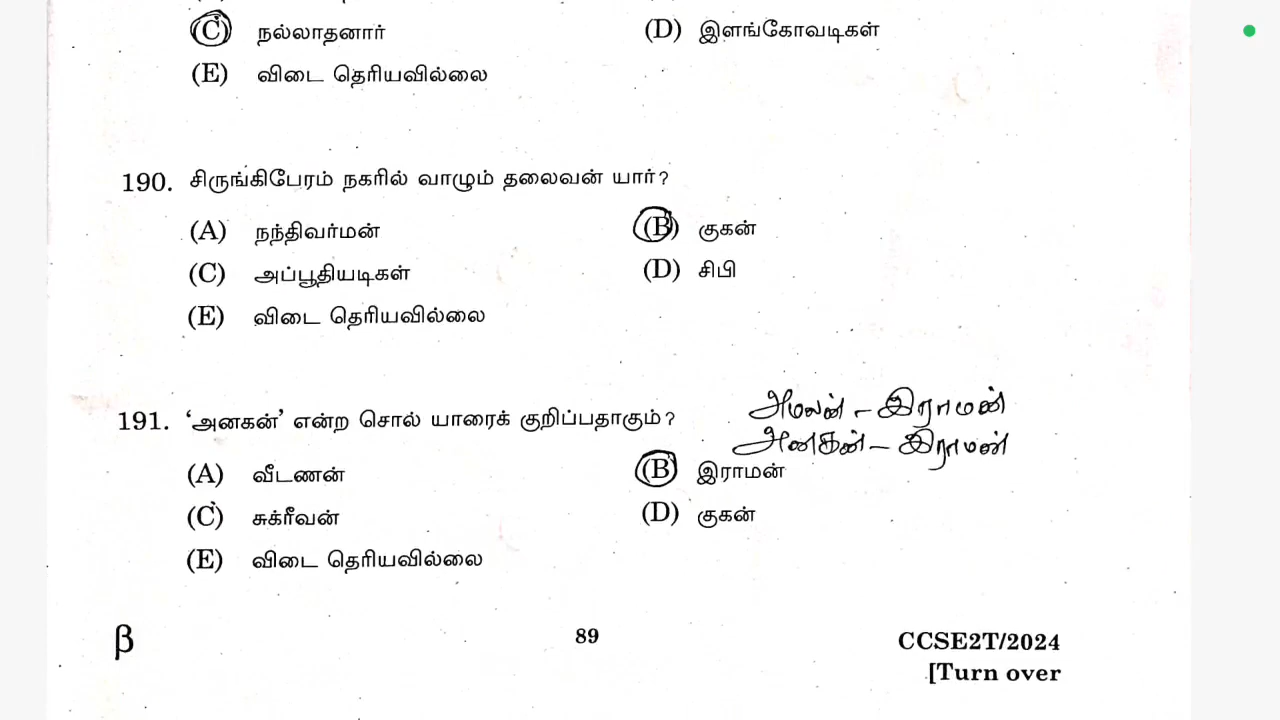 (C) நல்லாதனார் (D) இளங்கோவடிகள்
(E) விடை தெரியவில்லை
190. சிருங்கிபேரம் நகரில் வாழும் தலைவன் யார்?
(A) நந்திவர்மன் (B) குகன்
(C) அப்பூதியடிகள் (D) சிபி
(E) விடை தெரியவில்லை
அமலன் – இராமன்
191. ‘அனகன்’ என்ற சொல் யாரைக் குறிப்பதாகும்?
அனகன் – இராமன்
(A) வீடணன் (B) இராமன்
(C) சுக்ரீவன் (D) குகன்
(E) விடை தெரியவில்லை
β 89 CCSE2T/2024
[Turn over